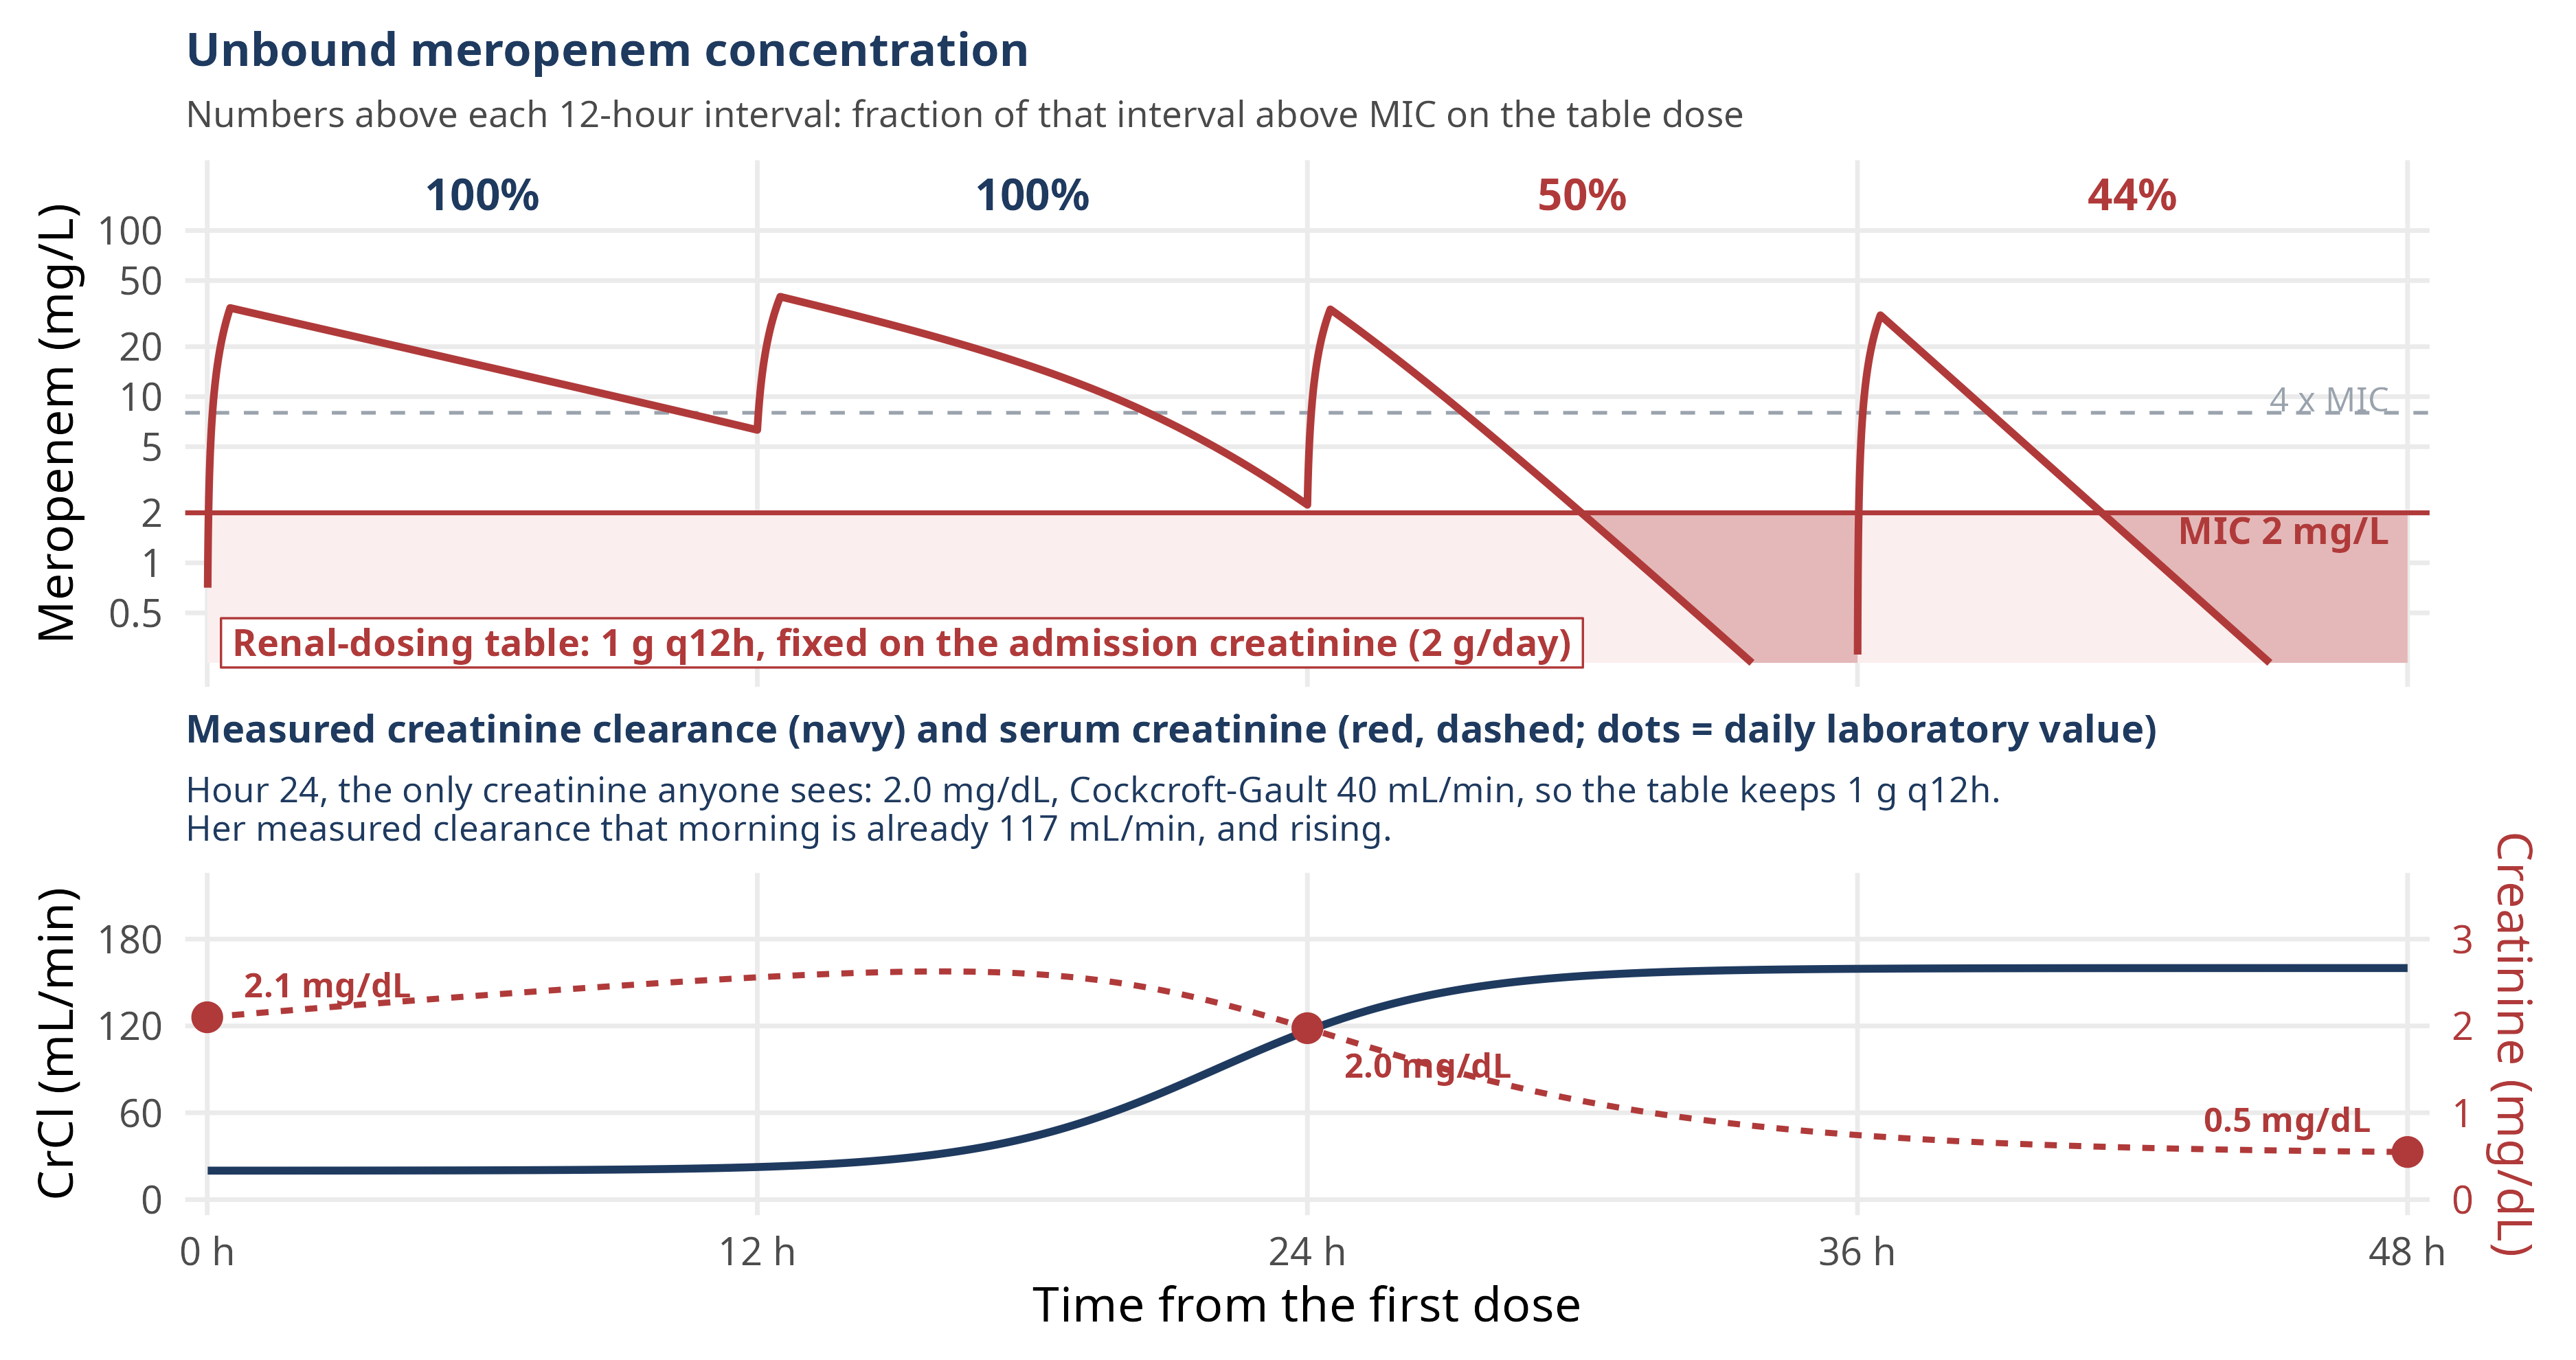 Unbound meropenem concentration
Numbers above each 12-hour interval: fraction of that interval above MIC on the table dose
100%
100%
50%
44%
Meropenem (mg/L)
100
50
20
10
5
2
1
0.5
4 x MIC
MIC 2 mg/L
Renal-dosing table: 1 g q12h, fixed on the admission creatinine (2 g/day)
Measured creatinine clearance (navy) and serum creatinine (red, dashed; dots = daily laboratory value)
Hour 24, the only creatinine anyone sees: 2.0 mg/dL, Cockcroft-Gault 40 mL/min, so the table keeps 1 g q12h.
Her measured clearance that morning is already 117 mL/min, and rising.
CrCl (mL/min)
180
120
60
0
2.1 mg/dL
2.0 mg/dL
0.5 mg/dL
3
2
1
0
Creatinine (mg/dL)
0 h
12 h
24 h
36 h
48 h
Time from the first dose